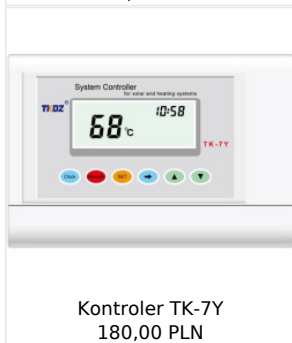 System Controller
for solar and heating systems
TKDZ®
10:58
68 °C
TK-7Y
Clock
SET
Kontroler TK-7Y
180,00 PLN